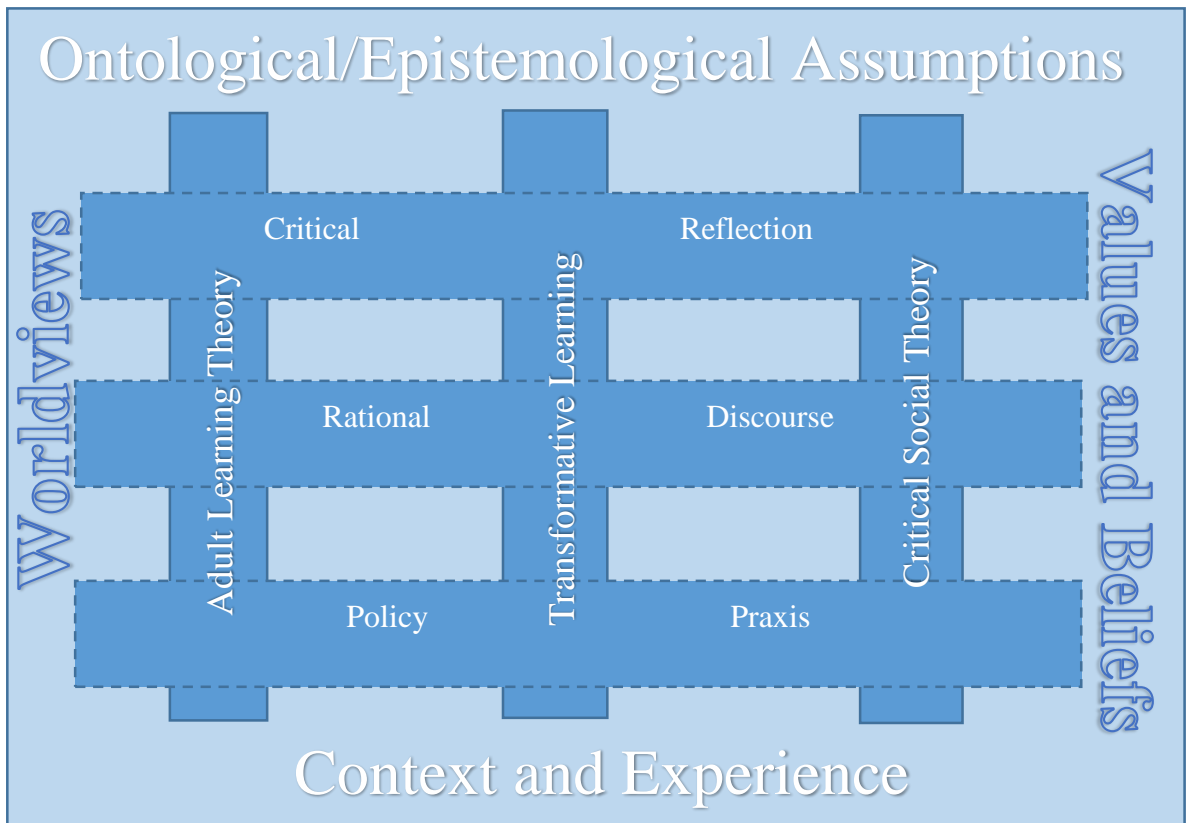 Ontological/Epistemological Assumptions
Worldviews
Values and Beliefs
Critical Reflection
Adult Learning Theory
Transformative Learning
Critical Social Theory
Rational Discourse
Policy Praxis
Context and Experience